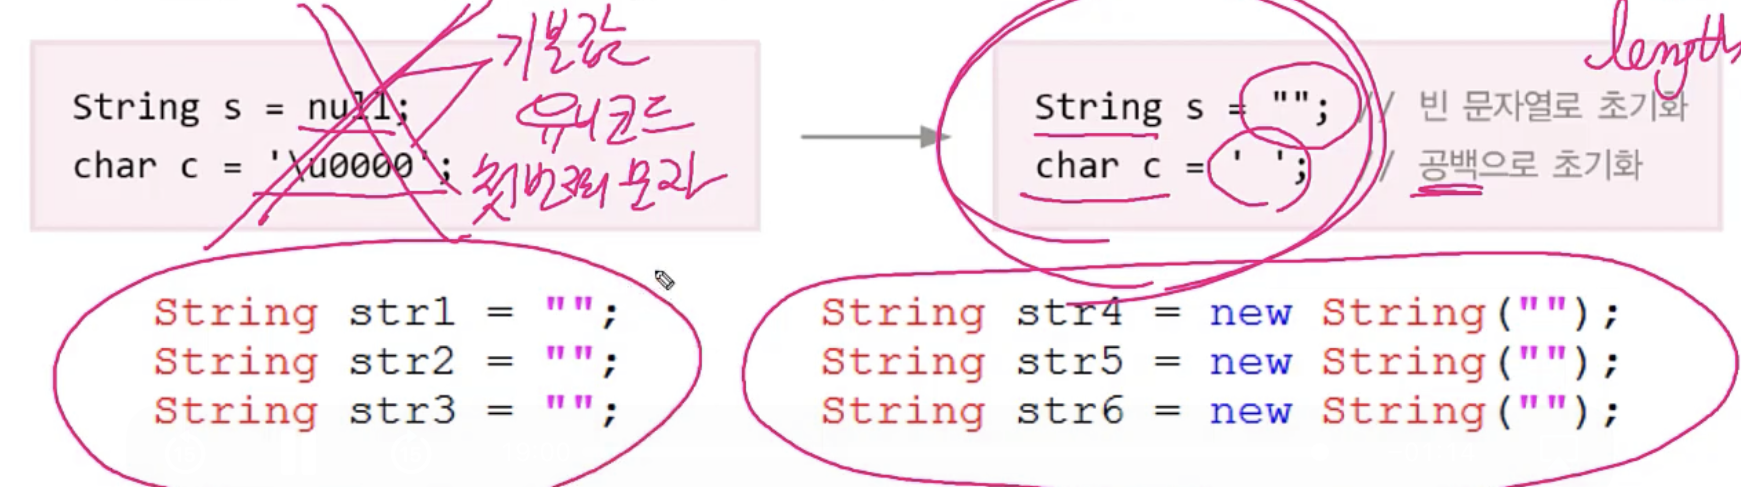 기본값
유니코드
첫번째 문자
String s = null;
char c = '\u0000';
length
String s = ""; // 빈 문자열로 초기화
char c = ' '; // 공백으로 초기화
String str1 = "";
String str2 = "";
String str3 = "";
String str4 = new String("");
String str5 = new String("");
String str6 = new String("");